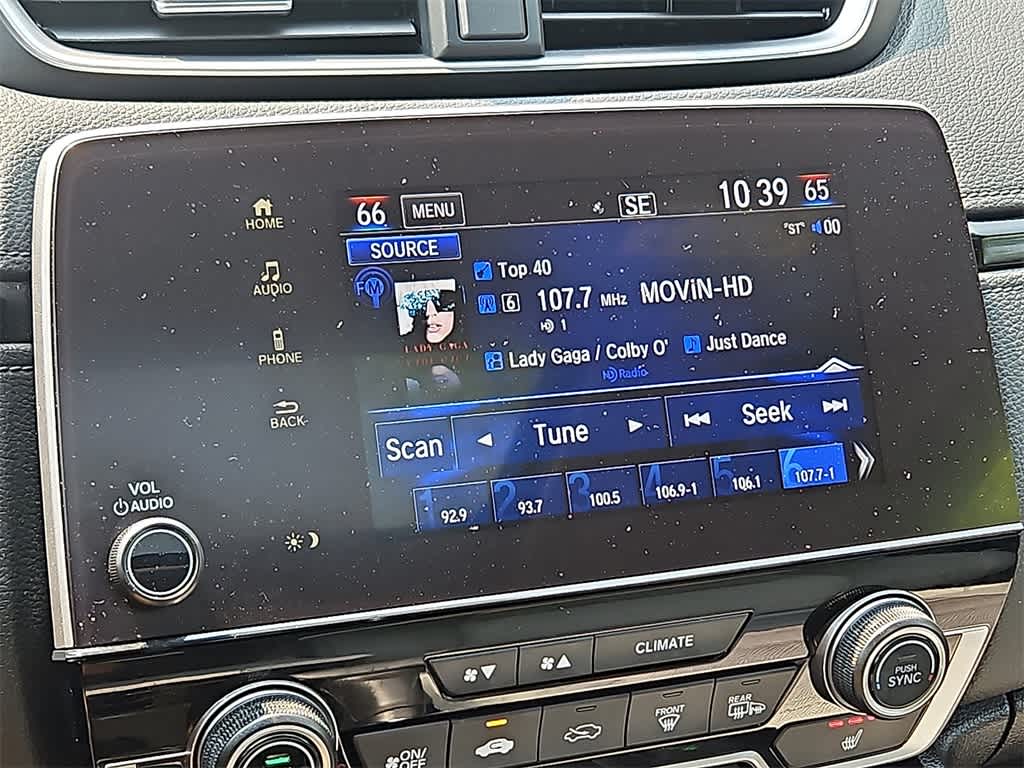 66 MENU SE 10 39 65
HOME
SOURCE "ST" 00
Top 40
FM
6 107.7 MHz MOViN-HD
AUDIO
HD 1
LADY GAGA
Lady Gaga / Colby O' Just Dance
HD Radio
PHONE
BACK
Scan Tune Seek
1 92.9 2 93.7 3 100.5 4 106.9-1 5 106.1 6 107.7-1
VOL
AUDIO
CLIMATE
PUSH
SYNC
ON/
OFF
FRONT
REAR